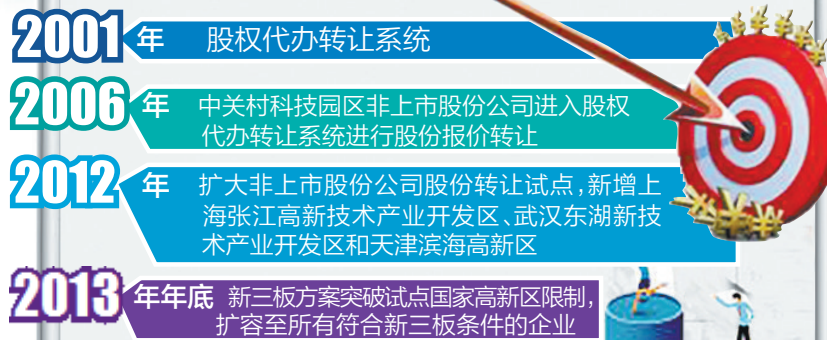 2001年 股权代办转让系统
2006年 中关村科技园区非上市股份公司进入股权
代办转让系统进行股份报价转让
2012年 扩大非上市股份公司股份转让试点,新增上
海张江高新技术产业开发区、武汉东湖新技
术产业开发区和天津滨海高新区
2013年年底 新三板方案突破试点国家高新区限制,
扩容至所有符合新三板条件的企业